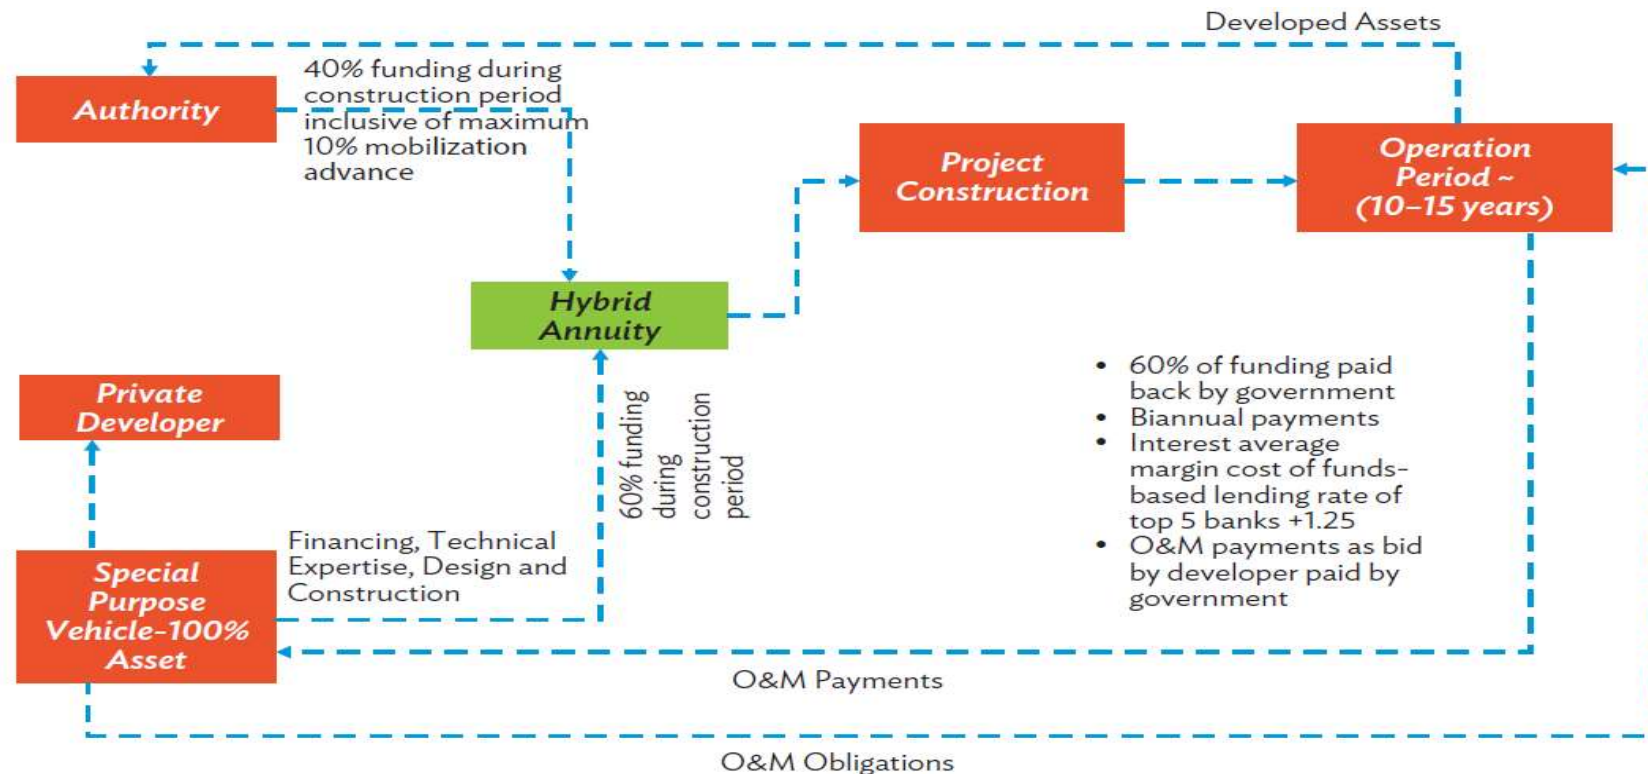 Developed Assets
Authority
40% funding during
construction period
inclusive of maximum
10% mobilization
advance
Project
Construction
Operation
Period ~
(10–15 years)
Hybrid
Annuity
Private
Developer
60% funding
during
construction
period
• 60% of funding paid
back by government
• Biannual payments
• Interest average
margin cost of funds-
based lending rate of
top 5 banks +1.25
• O&M payments as bid
by developer paid by
government
Special
Purpose
Vehicle–100%
Asset
Financing, Technical
Expertise, Design and
Construction
O&M Payments
O&M Obligations